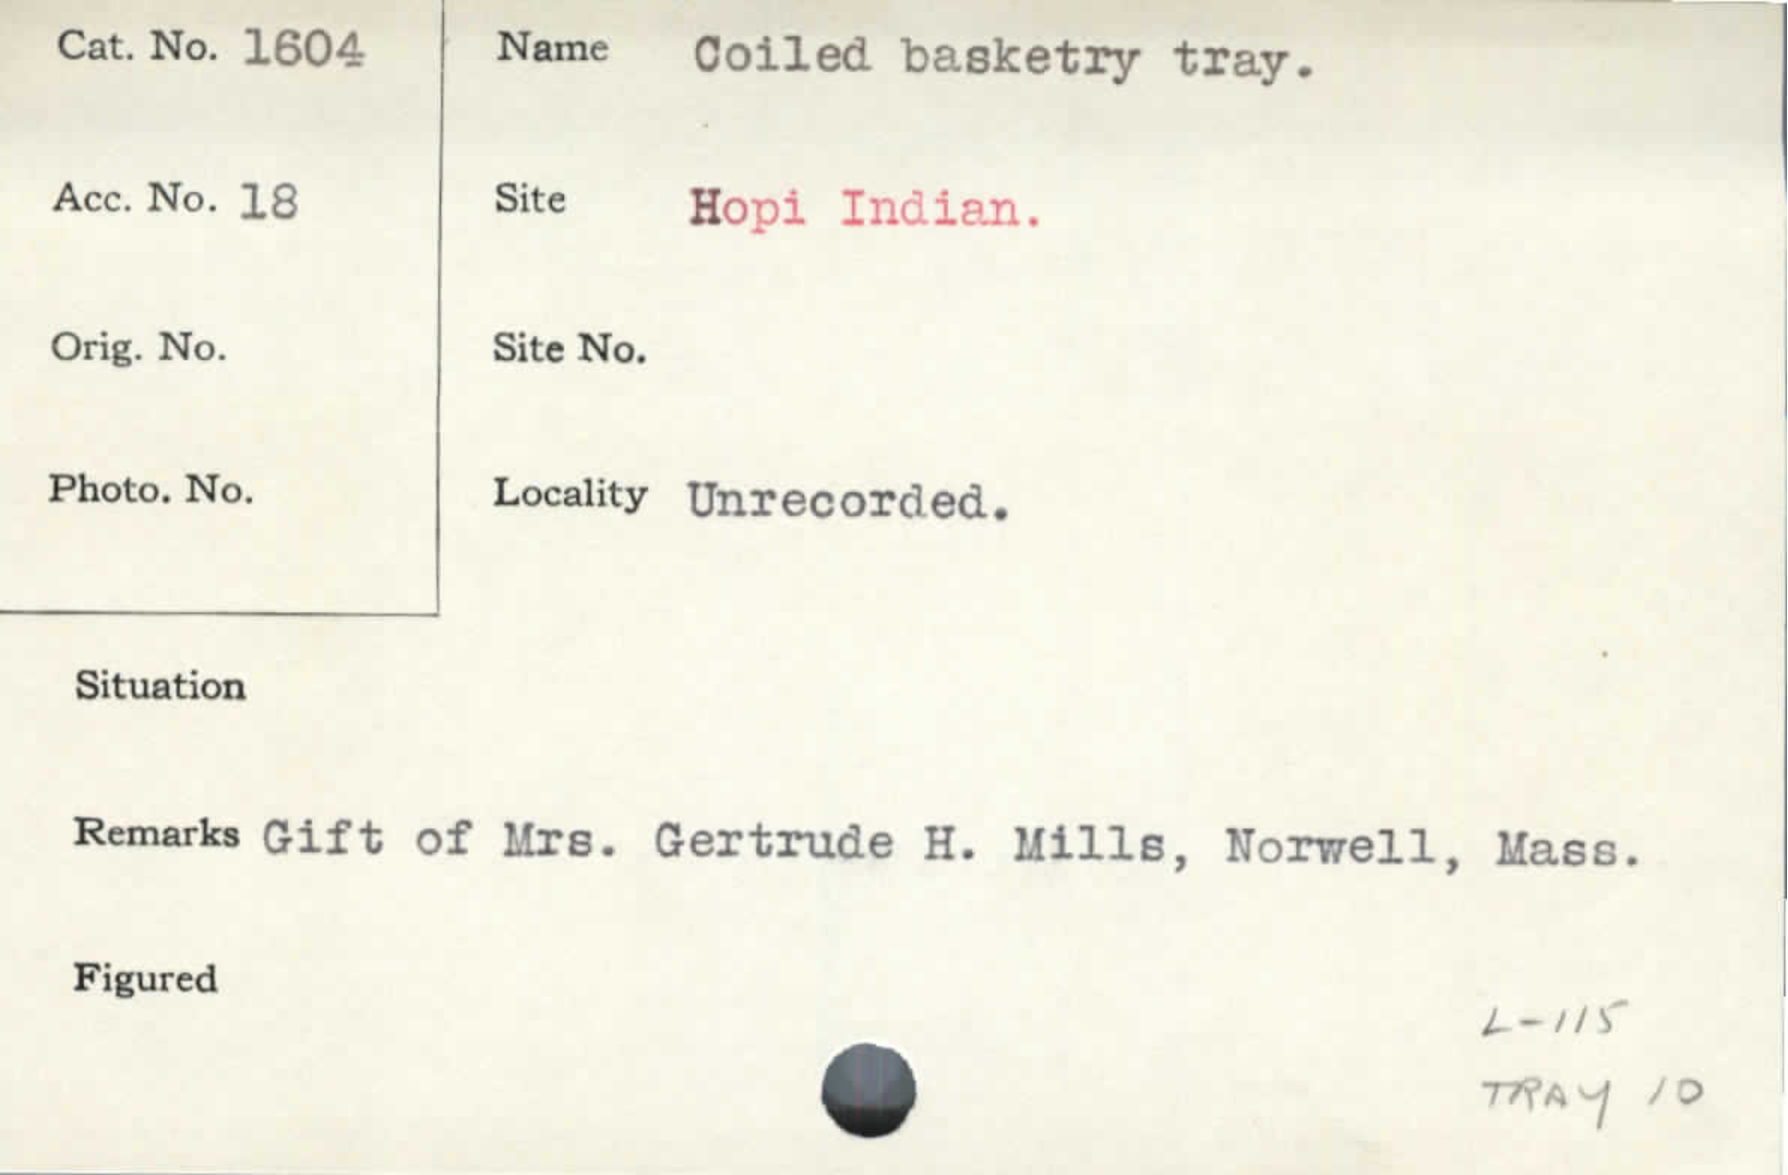 Cat. No. 1604
Name Coiled basketry tray.
Acc. No. 18
Site Hopi Indian.
Orig. No.
Site No.
Photo. No.
Locality Unrecorded.
Situation
Remarks Gift of Mrs. Gertrude H. Mills, Norwell, Mass.
Figured
L-115
TRAY 10